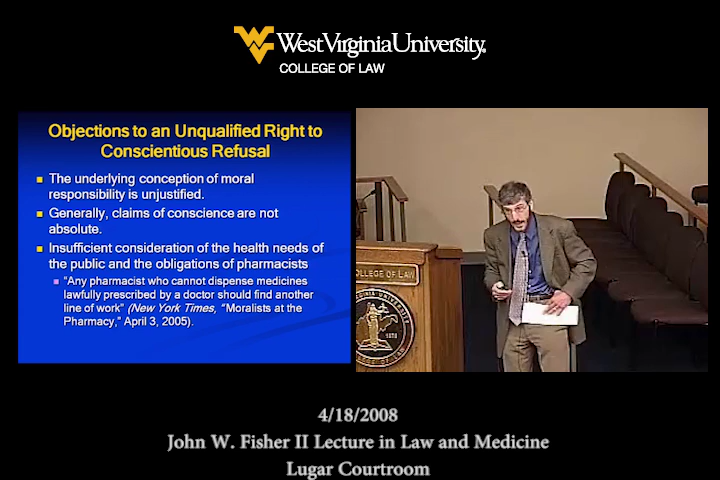 WestVirginiaUniversity.
COLLEGE OF LAW
Objections to an Unqualified Right to
Conscientious Refusal
The underlying conception of moral
responsibility is unjustified.
Generally, claims of conscience are not
absolute.
Insufficient consideration of the health needs of
the public and the obligations of pharmacists
“Any pharmacist who cannot dispense medicines
lawfully prescribed by a doctor should find another
line of work” (New York Times, “Moralists at the
Pharmacy,” April 3, 2005).
COLLEGE OF LAW
VIRGINIA UNIVERSITY
1878
4/18/2008
John W. Fisher II Lecture in Law and Medicine
Lugar Courtroom